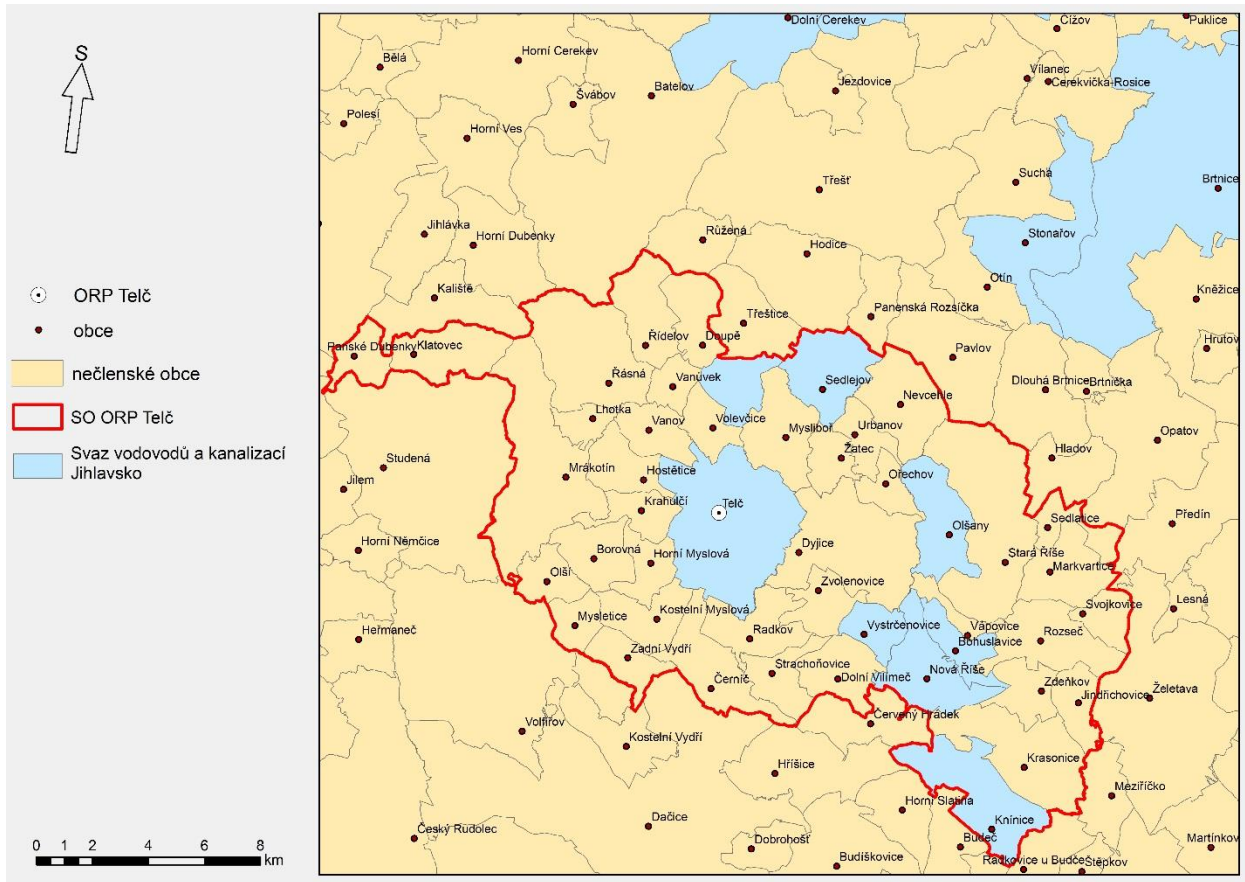 S
ORP Telč
obce
nečlenské obce
SO ORP Telč
Svaz vodovodů a kanalizací
Jihlavsko
0 1 2 4 6 8
km
Dolní Cerekev
Čížov
Puklice
Bělá
Horní Cerekev
Vílanec
Cerekvička-Rosice
Švábov
Batelov
Jezdovice
Polesí
Horní Ves
Třešť
Suchá
Brtnice
Jihlávka
Horní Dubenky
Růžená
Hodice
Stonařov
Otín
Kaliště
Kněžice
Třeštice
Panenská Rozsíčka
Panské Dubenky
Klatovec
Řídelov
Doupě
Pavlov
Hrutov
Řásná
Vanůvek
Sedlejov
Dlouhá Brtnice
Brtnička
Nevcehle
Lhotka
Vanov
Volevčice
Myslibоř
Urbanov
Opatov
Žatec
Hladov
Studená
Mrákotín
Hostětice
Ořechov
Jilem
Krahulčí
Telč
Olšany
Sedlatice
Předín
Horní Němčice
Borovná
Horní Myslová
Dyjice
Stará Říše
Markvartice
Olší
Zvolenovice
Svojkovice
Lesná
Mysletice
Kostelní Myslová
Radkov
Vystrčenovice
Vápovice
Bohuslavice
Rozseč
Heřmaneč
Zadní Vydří
Strachoňovice
Dolní Vilímeč
Nová Říše
Zdeňkov
Černíč
Jindřichovice
Želetava
Volfířov
Červený Hrádek
Kostelní Vydří
Hříšice
Krasonice
Meziříčko
Horní Slatina
Knínice
Český Rudolec
Dačice
Dobrohošť
Budeč
Martínkov
Budíškovice
Radkovice u Budče
Štěpkov